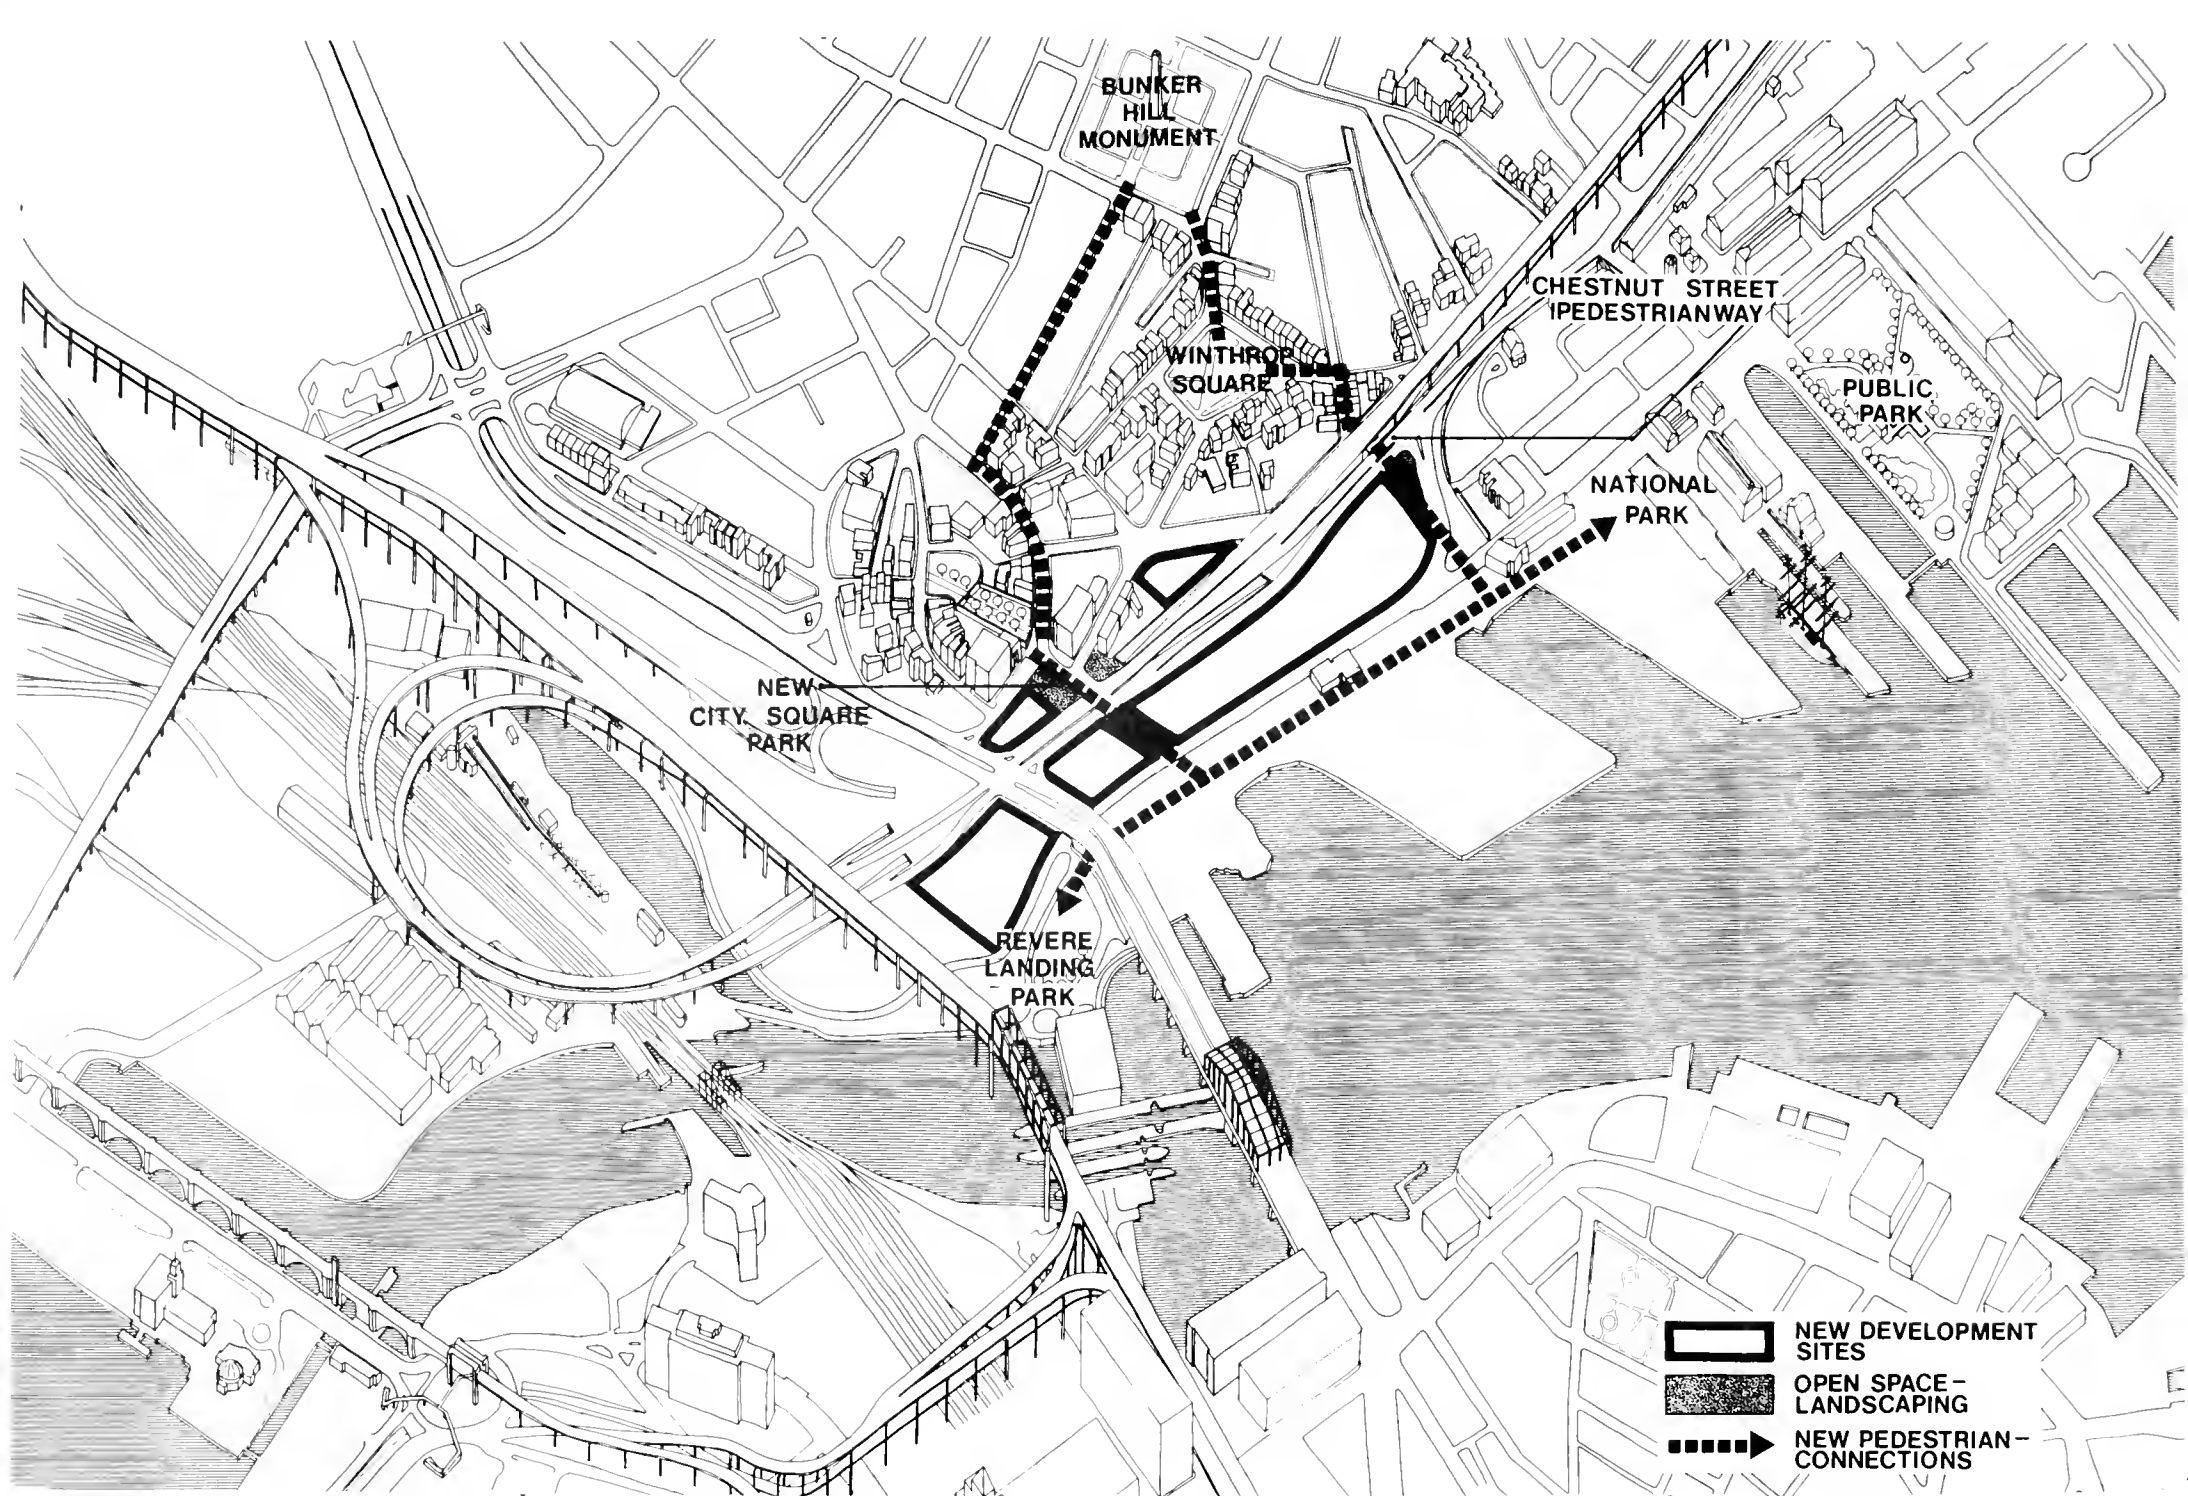 BUNKER
HILL
MONUMENT
CHESTNUT STREET
PEDESTRIANWAY
WINTHROP
SQUARE
PUBLIC
PARK
NATIONAL
PARK
NEW
CITY SQUARE
PARK
REVERE
LANDING
PARK
NEW DEVELOPMENT
SITES
OPEN SPACE-
LANDSCAPING
NEW PEDESTRIAN-
CONNECTIONS